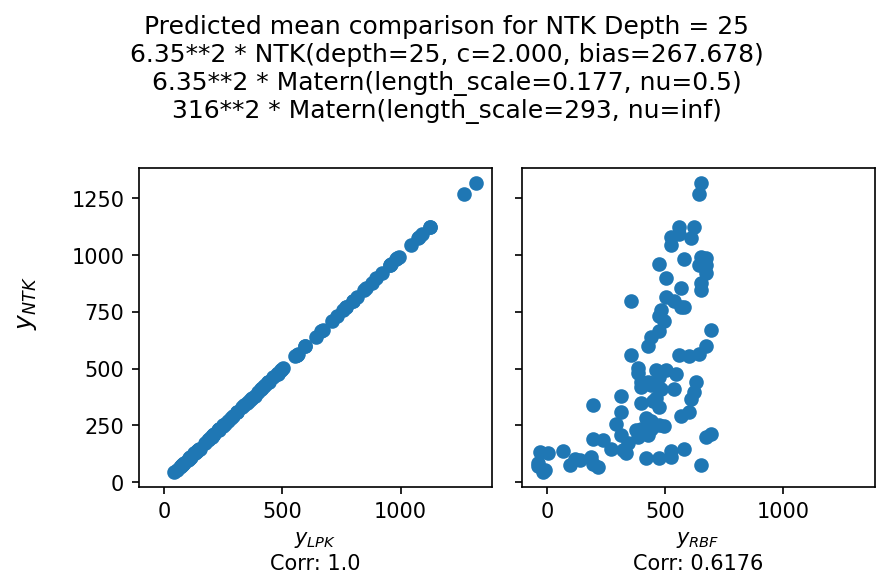 Predicted mean comparison for NTK Depth = 25
6.35**2 * NTK(depth=25, c=2.000, bias=267.678)
6.35**2 * Matern(length_scale=0.177, nu=0.5)
316**2 * Matern(length_scale=293, nu=inf)
1250
1000
750
500
250
0
y_NTK
0 500 1000
0 500 1000
y_LPK
Corr: 1.0
y_RBF
Corr: 0.6176